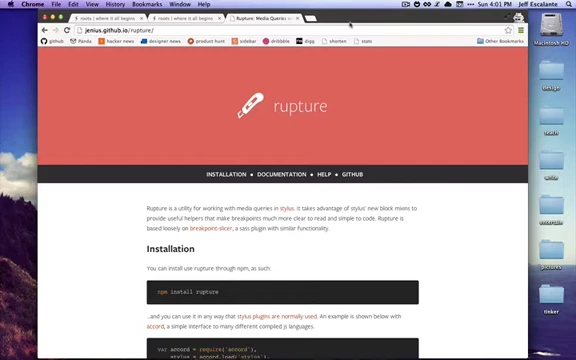 Chrome File Edit View History Bookmarks Window Help
Sun 4:01 PM Jeff Escalante
roots | where it all begins
roots | where it all begins
Rupture: Media Queries w
jenius.github.io/rupture/
github Panda hacker news designer news product hunt sidebar dribbble digg shorten stats
Other Bookmarks
rupture
INSTALLATION • DOCUMENTATION • HELP • GITHUB
Rupture is a utility for working with media queries in stylus. It takes advantage of stylus' new block mixins to
provide useful helpers that make breakpoints much more clear to read and simple to code. Rupture is
based loosely on breakpoint-slicer, a sass plugin with similar functionality.
Installation
You can install use rupture through npm, as such:
npm install rupture
...and you can use it in any way that stylus plugins are normally used. An example is shown below with
accord, a simple interface to many different compiled js languages.
var accord = require('accord'),
stylus = accord.load('stylus'),
Macintosh HD
design
teach
write
entertain
pictures
tinker